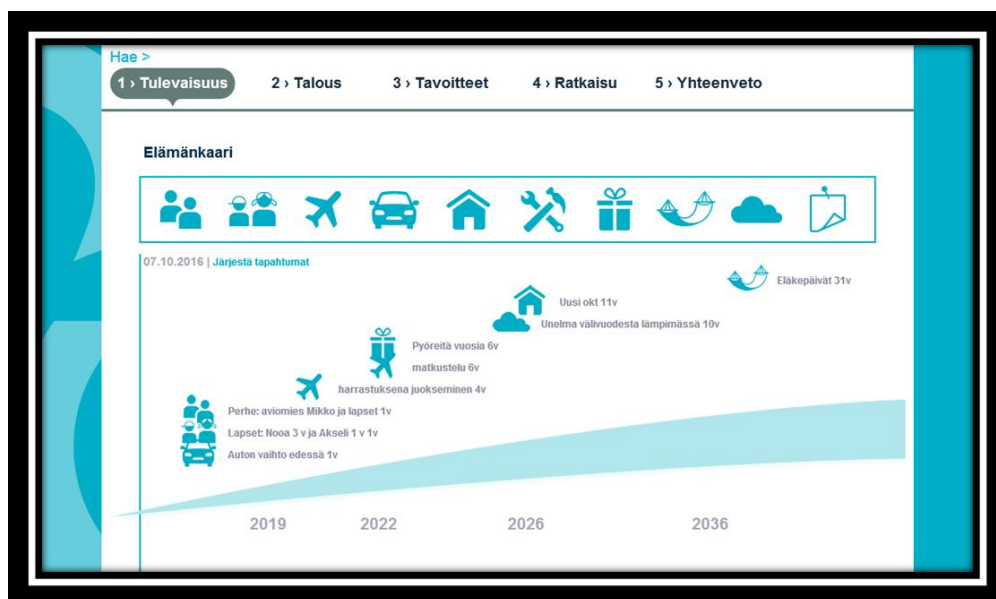 Hae >
1 › Tulevaisuus 2 › Talous 3 › Tavoitteet 4 › Ratkaisu 5 › Yhteenveto
Elämänkaari
07.10.2016 | Järjestä tapahtumat
Eläkepäivät 31v
Uusi okt 11v
Unelma välivuodesta lämpimässä 10v
Pyöreitä vuosia 6v
matkustelu 6v
harrastuksena juokseminen 4v
Perhe: aviomies Mikko ja lapset 1v
Lapset: Nooa 3 v ja Akseli 1 v 1v
Auton vaihto edessä 1v
2019 2022 2026 2036